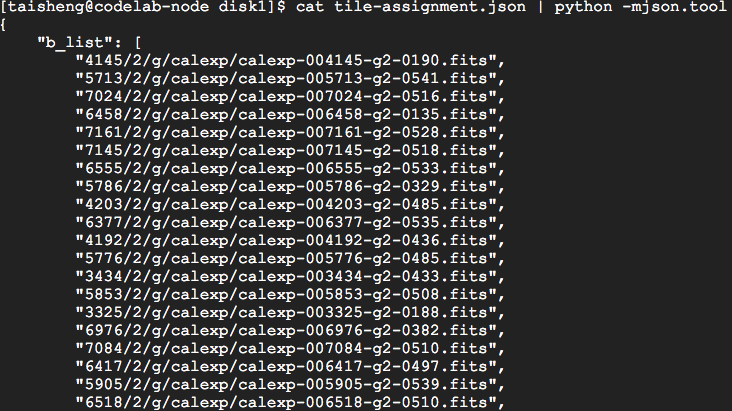 [taisheng@codelab-node disk1]$ cat tile-assignment.json | python -mjson.tool
{
    "b_list": [
        "4145/2/g/calexp/calexp-004145-g2-0190.fits",
        "5713/2/g/calexp/calexp-005713-g2-0541.fits",
        "7024/2/g/calexp/calexp-007024-g2-0516.fits",
        "6458/2/g/calexp/calexp-006458-g2-0135.fits",
        "7161/2/g/calexp/calexp-007161-g2-0528.fits",
        "7145/2/g/calexp/calexp-007145-g2-0518.fits",
        "6555/2/g/calexp/calexp-006555-g2-0533.fits",
        "5786/2/g/calexp/calexp-005786-g2-0329.fits",
        "4203/2/g/calexp/calexp-004203-g2-0485.fits",
        "6377/2/g/calexp/calexp-006377-g2-0535.fits",
        "4192/2/g/calexp/calexp-004192-g2-0436.fits",
        "5776/2/g/calexp/calexp-005776-g2-0485.fits",
        "3434/2/g/calexp/calexp-003434-g2-0433.fits",
        "5853/2/g/calexp/calexp-005853-g2-0508.fits",
        "3325/2/g/calexp/calexp-003325-g2-0188.fits",
        "6976/2/g/calexp/calexp-006976-g2-0382.fits",
        "7084/2/g/calexp/calexp-007084-g2-0510.fits",
        "6417/2/g/calexp/calexp-006417-g2-0497.fits",
        "5905/2/g/calexp/calexp-005905-g2-0539.fits",
        "6518/2/g/calexp/calexp-006518-g2-0510.fits",